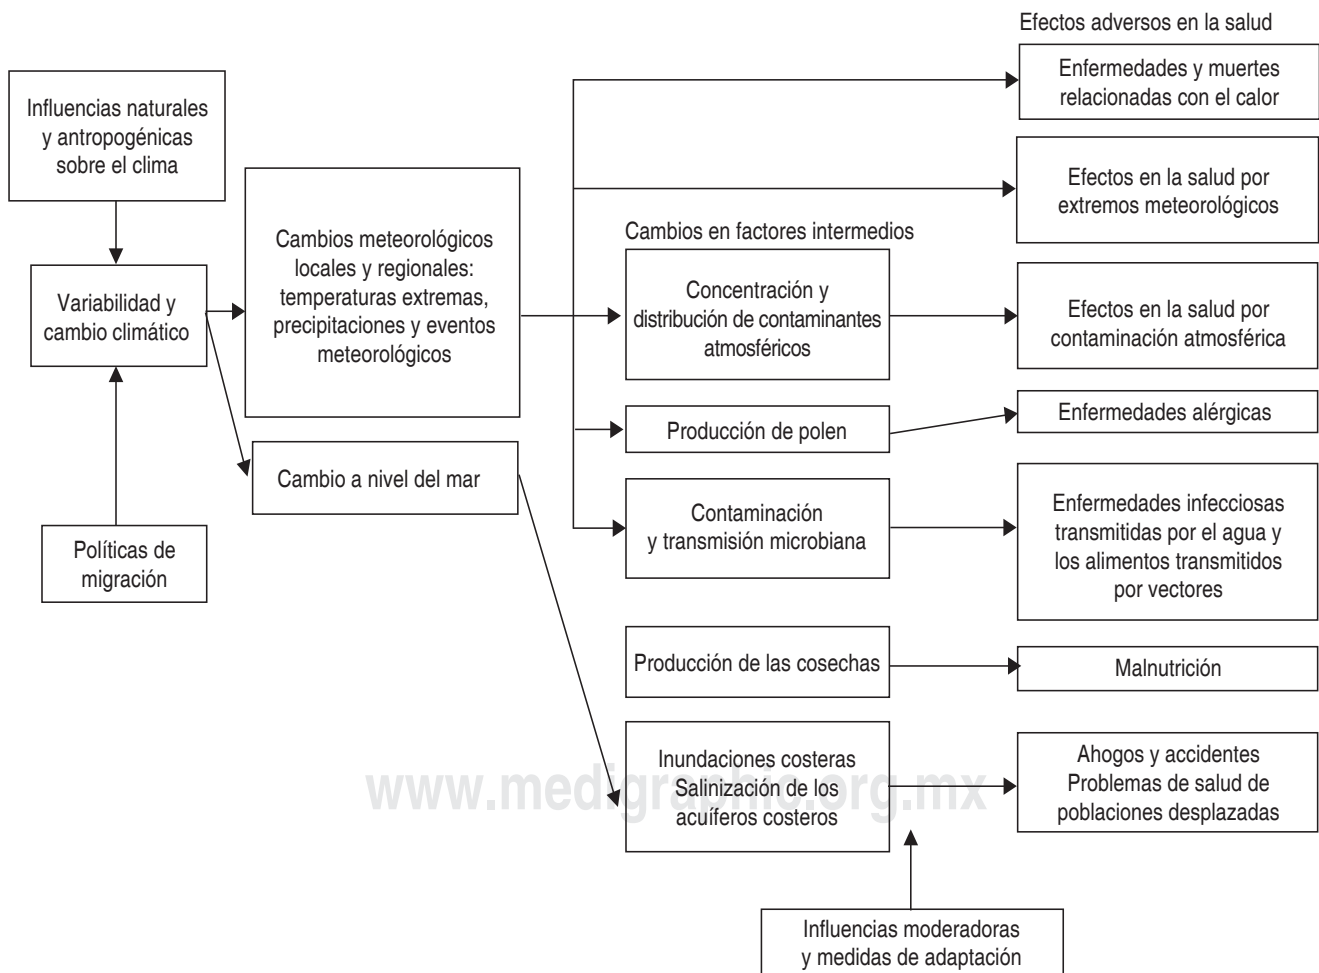 Efectos adversos en la salud
Enfermedades y muertes
relacionadas con el calor
Influencias naturales
y antropogénicas
sobre el clima
Efectos en la salud por
extremos meteorológicos
Cambios meteorológicos
locales y regionales:
temperaturas extremas,
precipitaciones y eventos
meteorológicos
Cambios en factores intermedios
Variabilidad y
cambio climático
Concentración y
distribución de contaminantes
atmosféricos
Efectos en la salud por
contaminación atmosférica
Producción de polen
Enfermedades alérgicas
Cambio a nivel del mar
Contaminación
y transmisión microbiana
Enfermedades infecciosas
transmitidas por el agua y
los alimentos transmitidos
por vectores
Políticas de
migración
Producción de las cosechas
Malnutrición
Inundaciones costeras
Salinización de los
acuíferos costeros
Ahogos y accidentes
Problemas de salud de
poblaciones desplazadas
www.medigraphic.org.mx
Influencias moderadoras
y medidas de adaptación